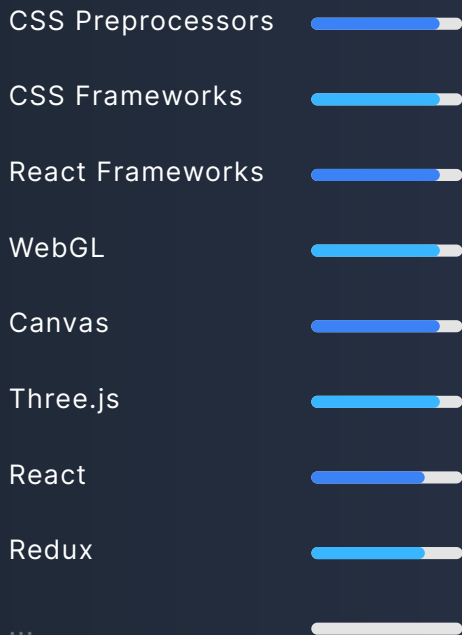 CSS Preprocessors
CSS Frameworks
React Frameworks
WebGL
Canvas
Three.js
React
Redux
...